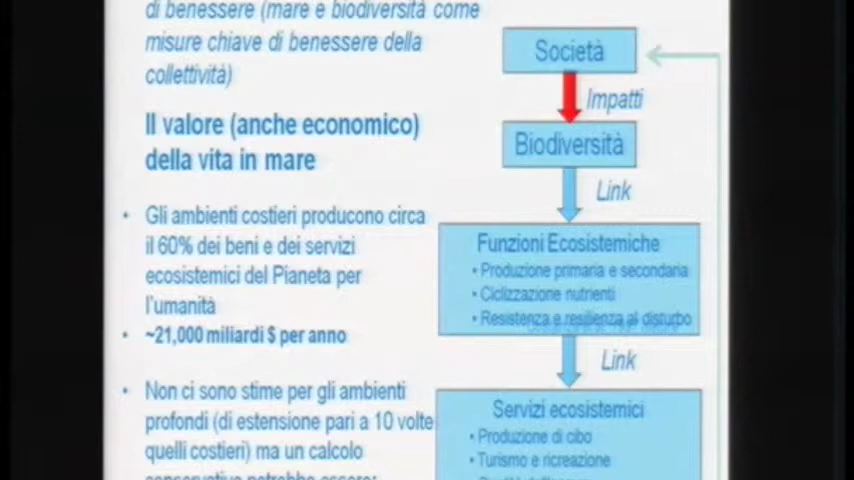 di benessere (mare e biodiversità come
misure chiave di benessere della
collettività)
Il valore (anche economico)
della vita in mare
• Gli ambienti costieri producono circa
il 60% dei beni e dei servizi
ecosistemici del Pianeta per
l'umanità
• ~21,000 miliardi $ per anno
• Non ci sono stime per gli ambienti
profondi (di estensione pari a 10 volte
quelli costieri) ma un calcolo
conservativo potrebbe essere:
Società
Impatti
Biodiversità
Link
Funzioni Ecosistemiche
• Produzione primaria e secondaria
• Ciclizzazione nutrienti
• Resistenza e resilienza al disturbo
Link
Servizi ecosistemici
• Produzione di cibo
• Turismo e ricreazione